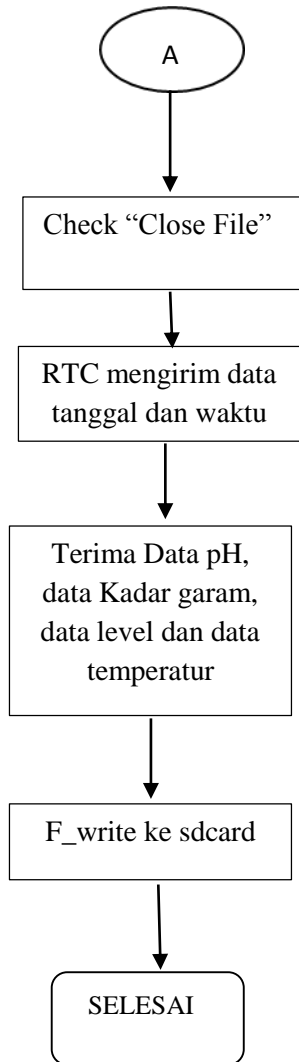 A
Check “Close File”
RTC mengirim data
tanggal dan waktu
Terima Data pH,
data Kadar garam,
data level dan data
temperatur
F_write ke sdcard
SELESAI